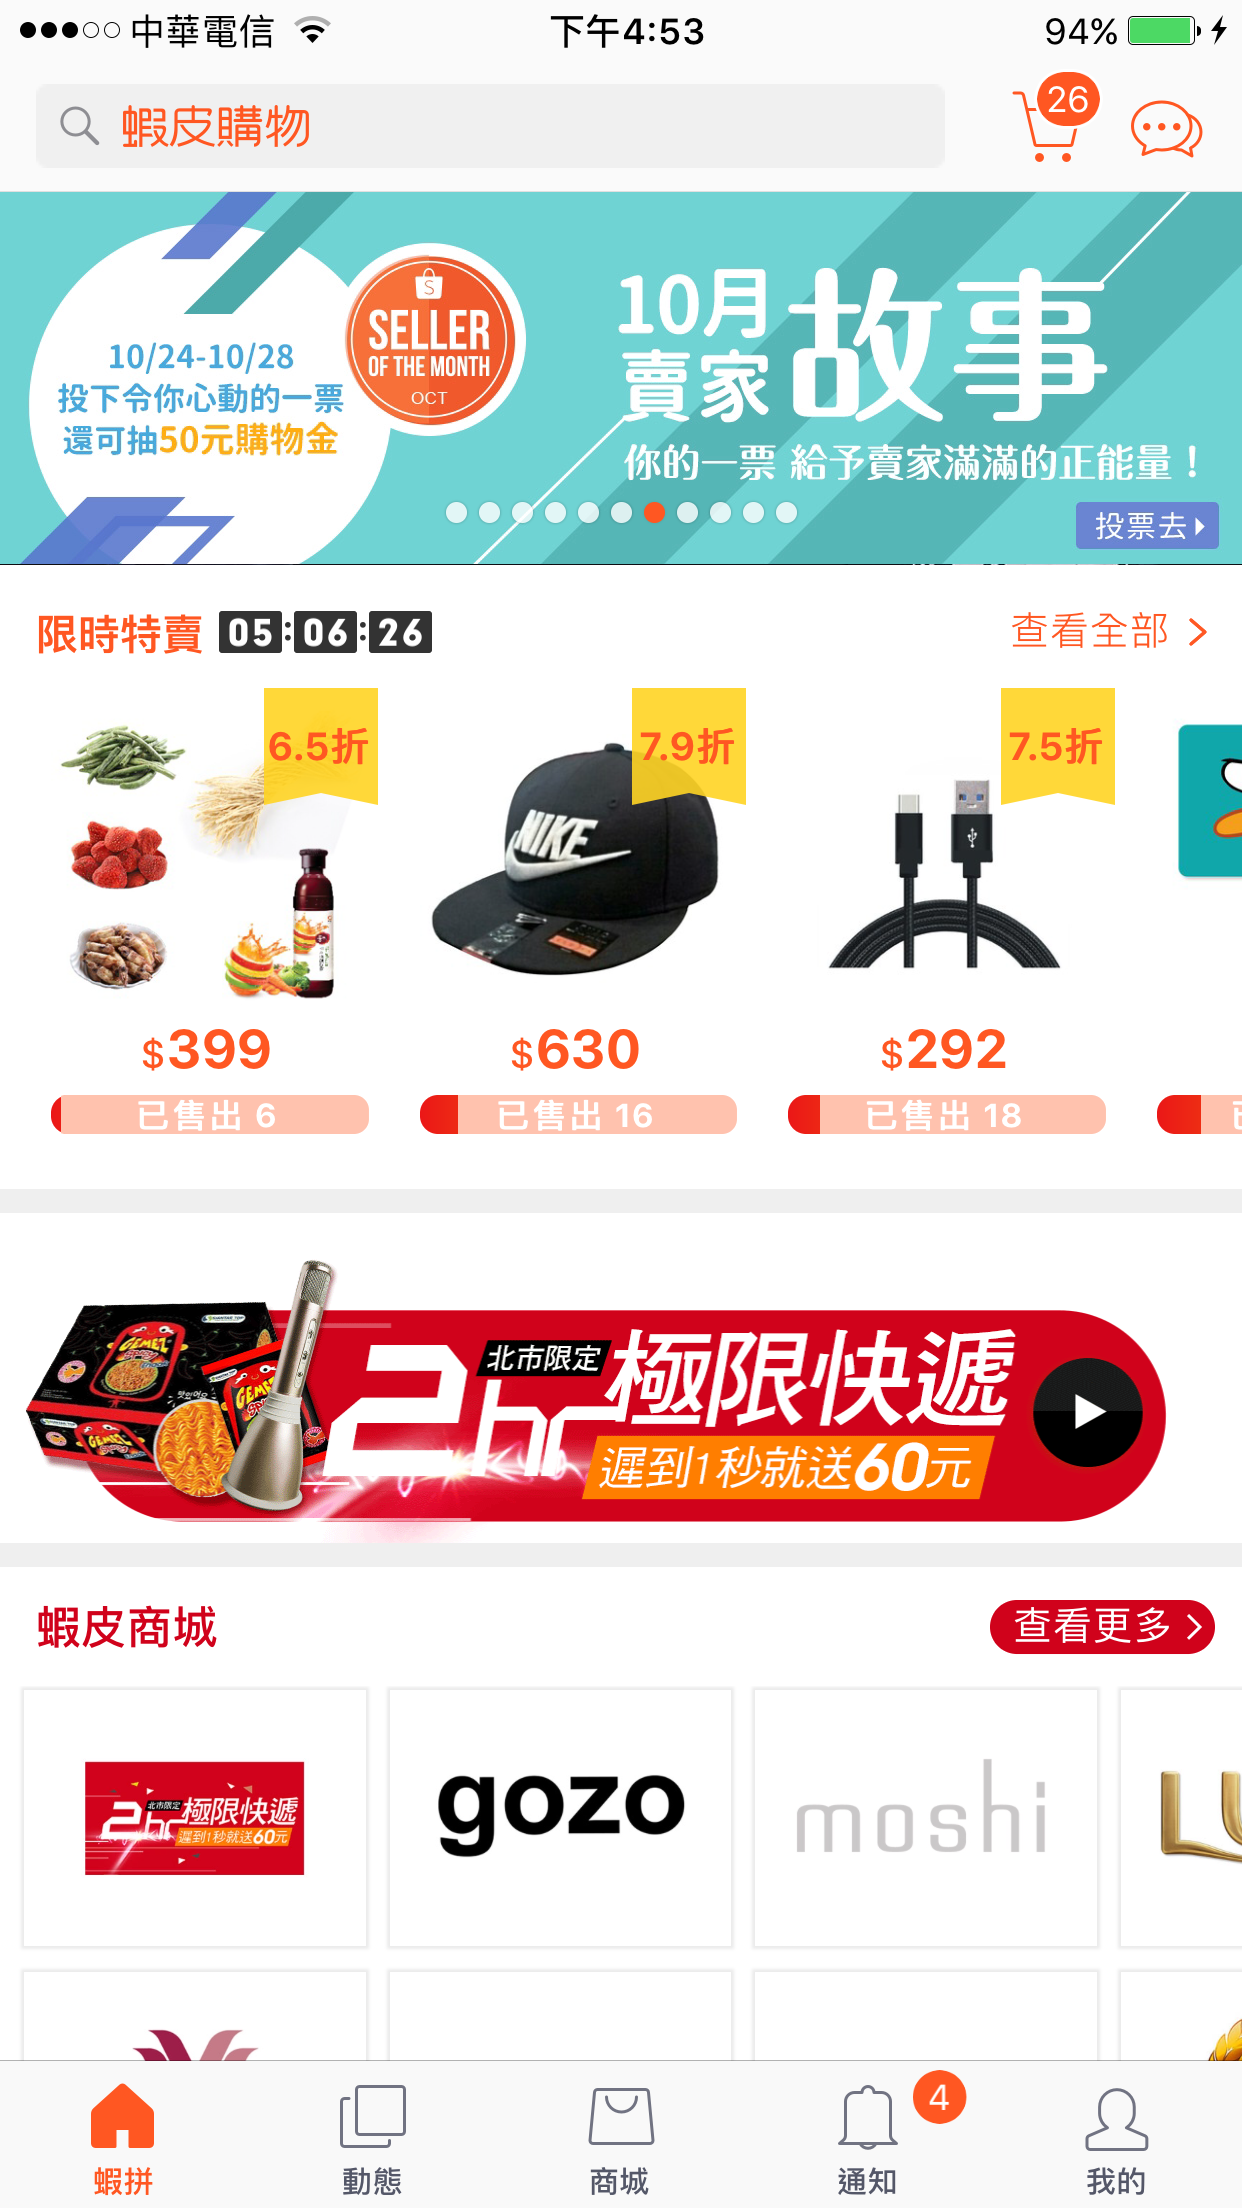 中華電信
下午4:53
94%
蝦皮購物
26
10/24-10/28
投下令你心動的一票
還可抽50元購物金
SELLER
OF THE MONTH
OCT
10月
賣家
故事
你的一票 給予賣家滿滿的正能量！
投票去
限時特賣 05:06:26
查看全部
6.5折
7.9折
7.5折
NIKE
$399
$630
$292
已售出 6
已售出 16
已售出 18
GEMEZ
2hr
北市限定
極限快遞
遲到1秒就送60元
蝦皮商城
查看更多
2hr
北市限定
極限快遞
遲到1秒就送60元
gozo
moshi
4
蝦拼
動態
商城
通知
我的